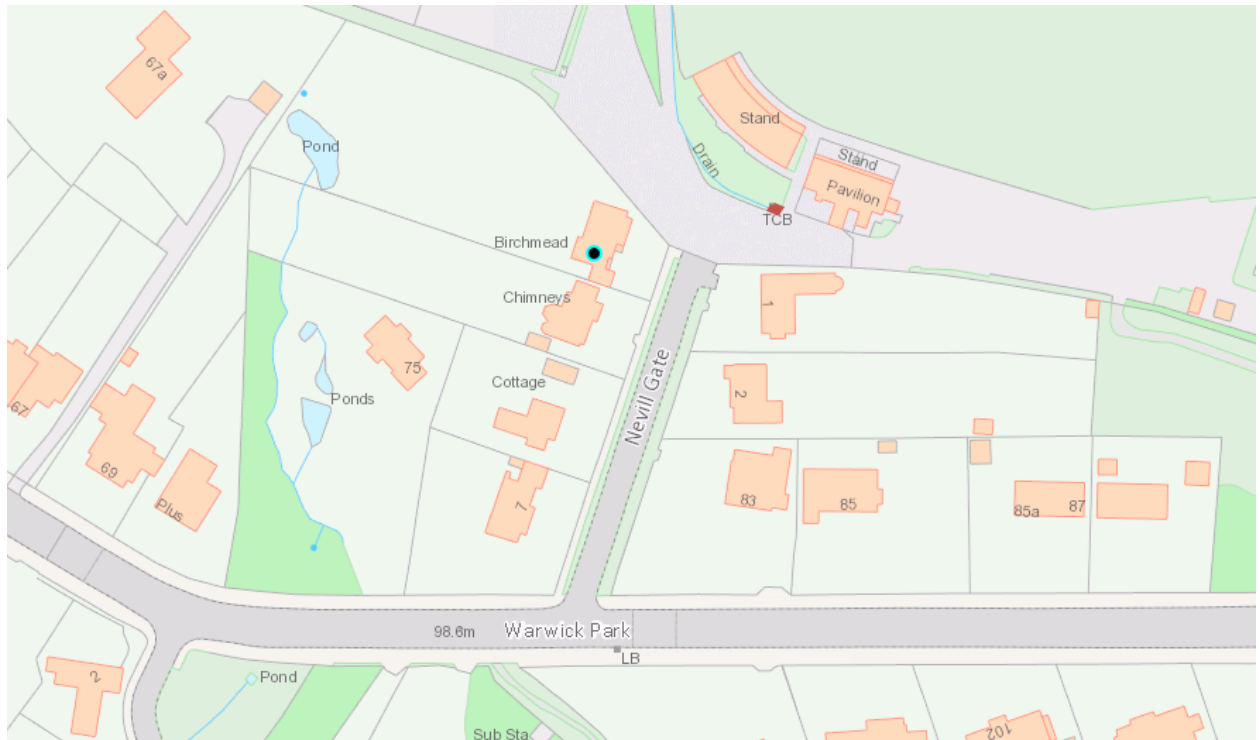 67a
Stand
Pond
Drain
Stand
Pavilion
TCB
Birchmead
Chimneys
1
Nevill Gate
75
Cottage
2
Ponds
67
69
Plus
7
83
85
85a
87
98.6m
Warwick Park
LB
2
Pond
Sub Sta
102